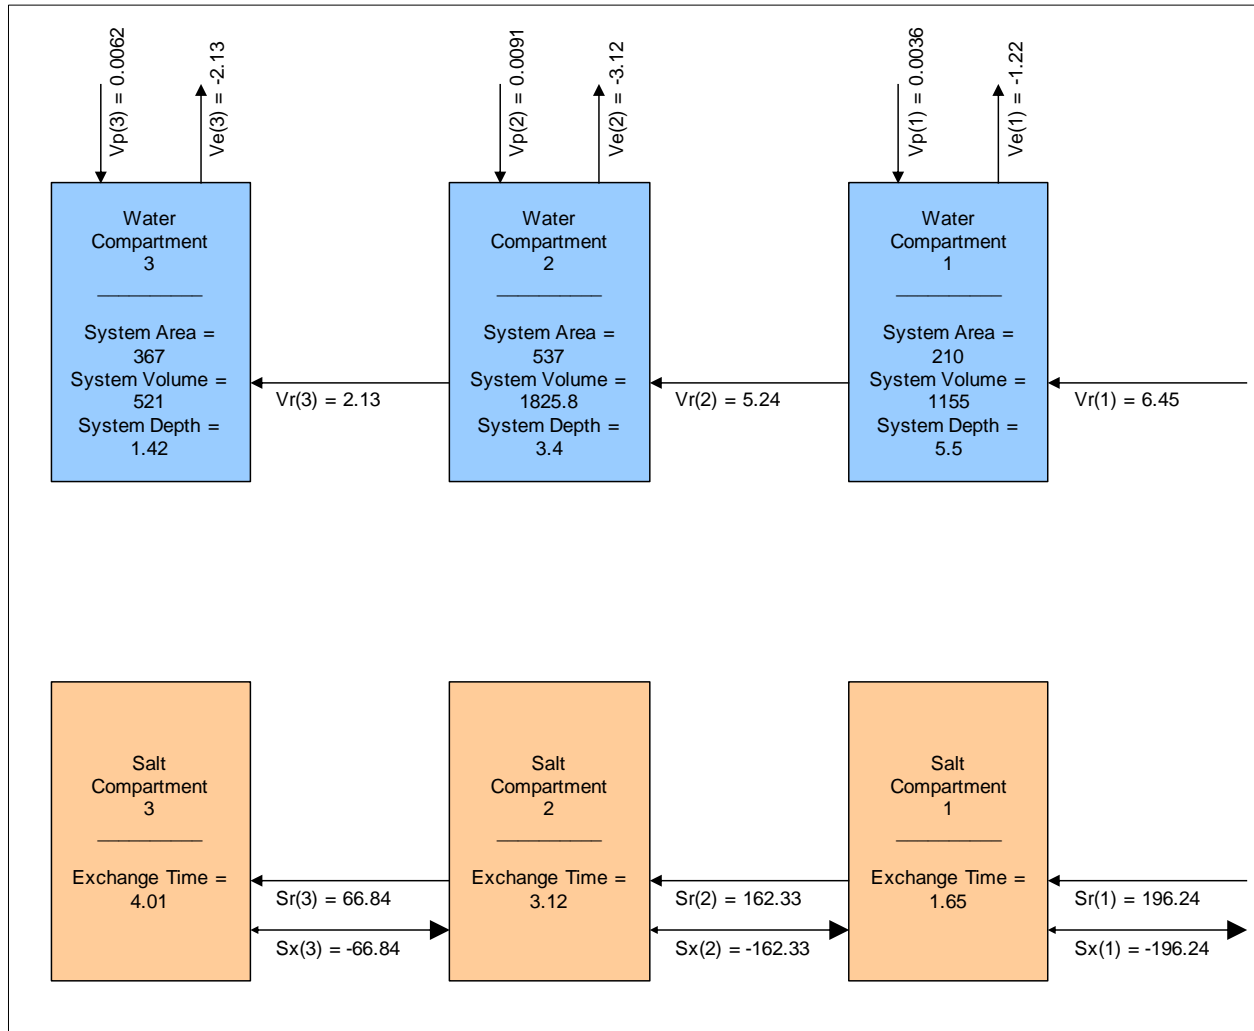 Vp(3) = 0.0062
Ve(3) = -2.13
Vp(2) = 0.0091
Ve(2) = -3.12
Vp(1) = 0.0036
Ve(1) = -1.22
Water
Compartment
3
__________
System Area =
367
System Volume =
521
System Depth =
1.42
Vr(3) = 2.13
Water
Compartment
2
__________
System Area =
537
System Volume =
1825.8
System Depth =
3.4
Vr(2) = 5.24
Water
Compartment
1
__________
System Area =
210
System Volume =
1155
System Depth =
5.5
Vr(1) = 6.45
Salt
Compartment
3
__________
Exchange Time =
4.01
Sr(3) = 66.84
Sx(3) = -66.84
Salt
Compartment
2
__________
Exchange Time =
3.12
Sr(2) = 162.33
Sx(2) = -162.33
Salt
Compartment
1
__________
Exchange Time =
1.65
Sr(1) = 196.24
Sx(1) = -196.24